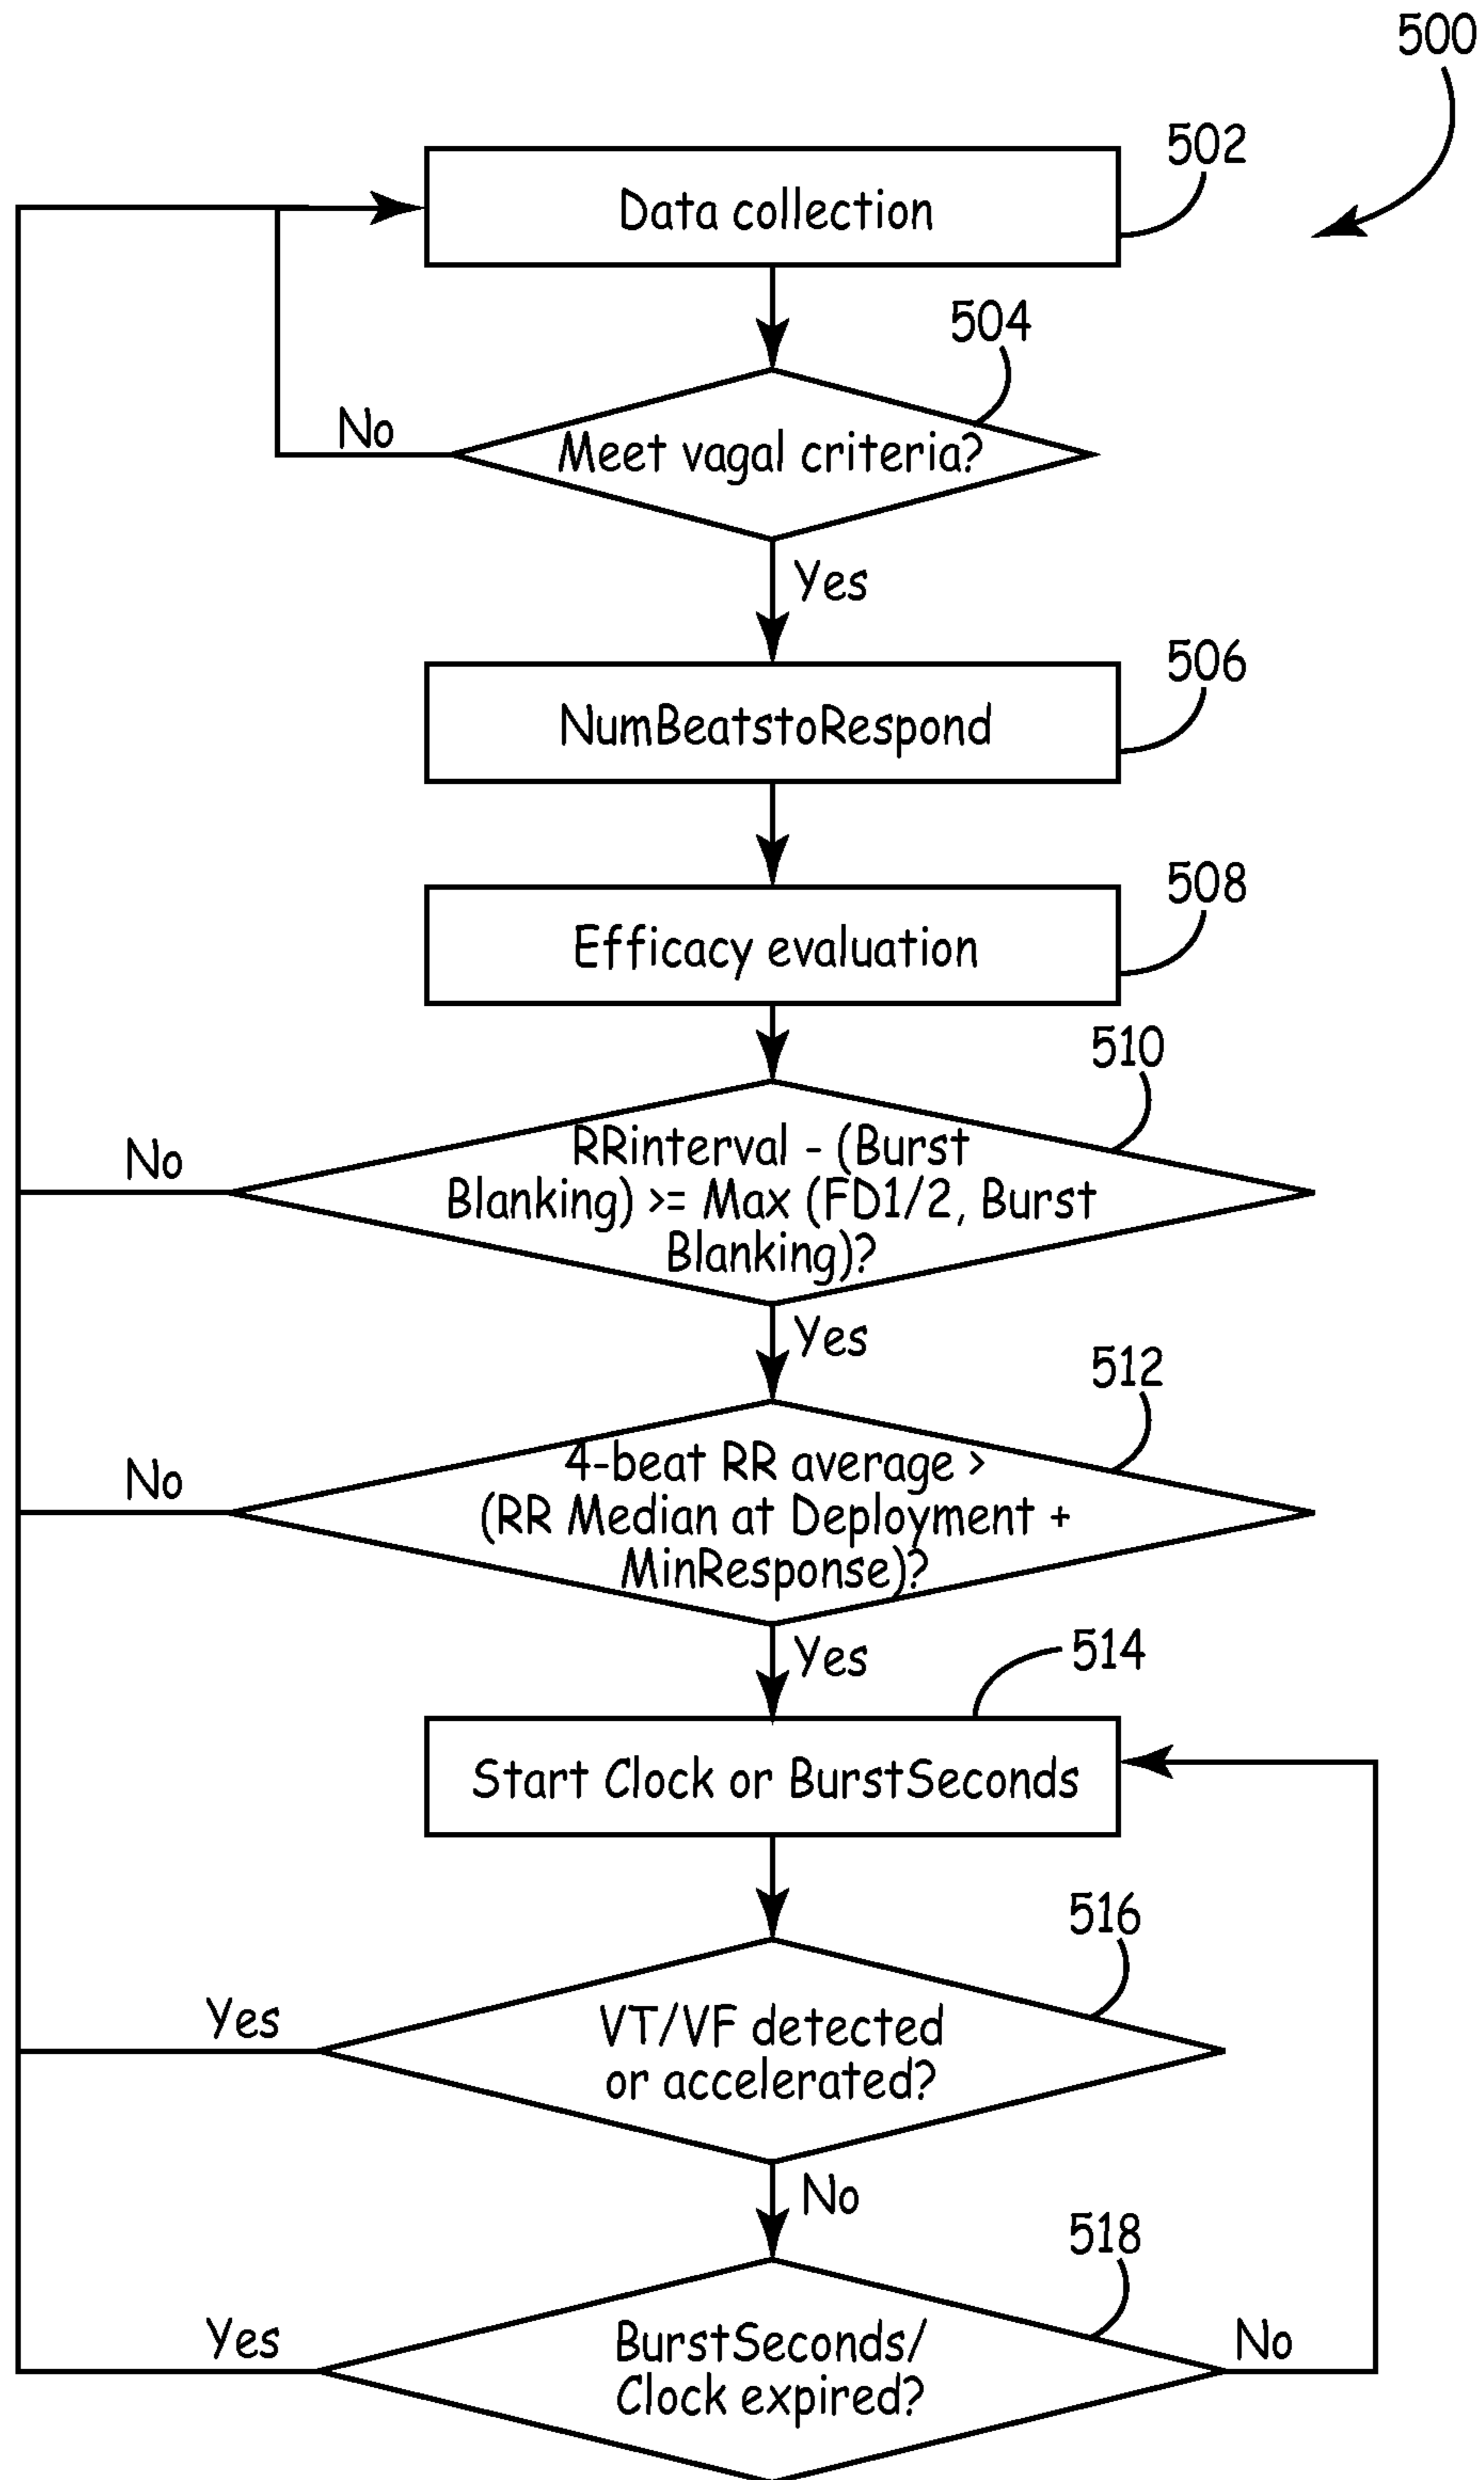 500
502
Data collection
504
Meet vagal criteria?
No
Yes
506
NumBeatstoRespond
508
Efficacy evaluation
510
RRinterval - (Burst
Blanking) >= Max (FD1/2, Burst
Blanking)?
No
Yes
512
4-beat RR average >
(RR Median at Deployment +
MinResponse)?
No
Yes
514
Start Clock or BurstSeconds
516
VT/VF detected
or accelerated?
Yes
No
518
BurstSeconds/
Clock expired?
Yes
No